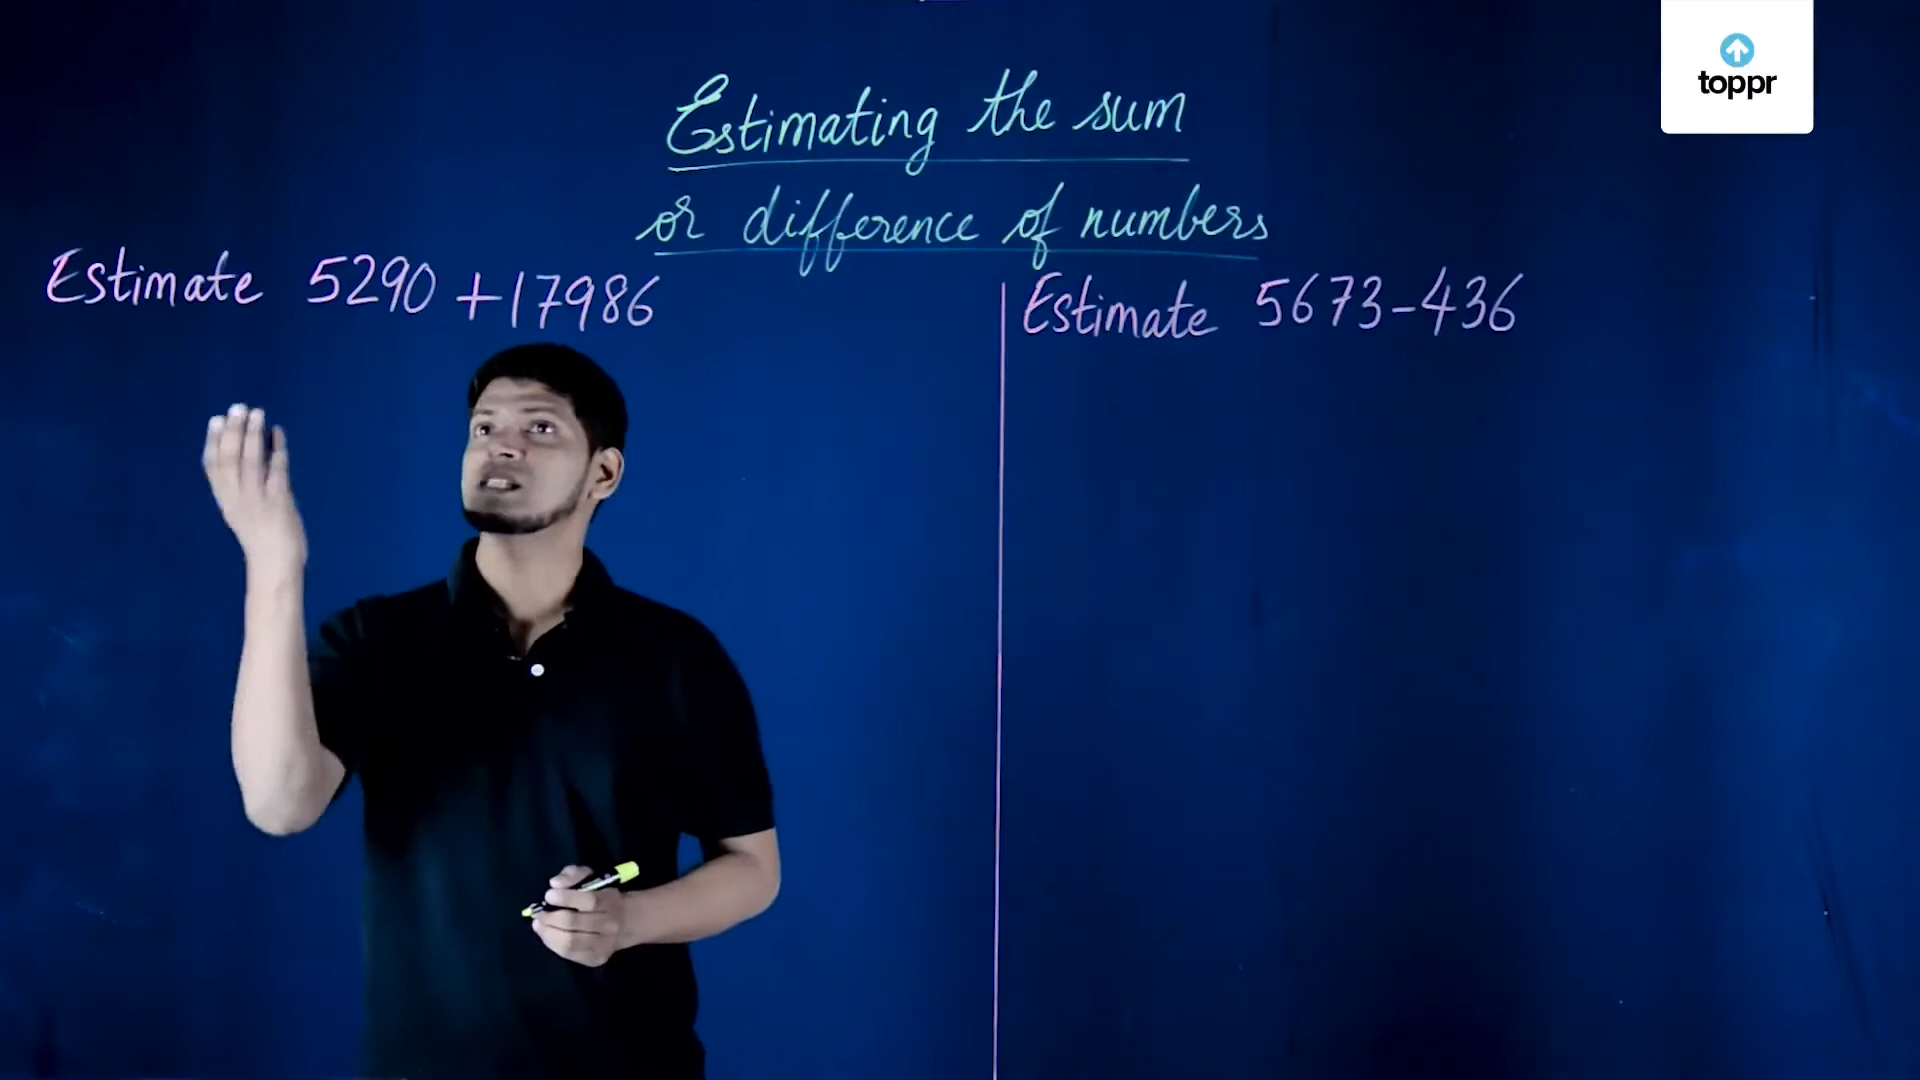 toppr
Estimating the sum
or difference of numbers
Estimate 5290 +17986
Estimate 5673-436